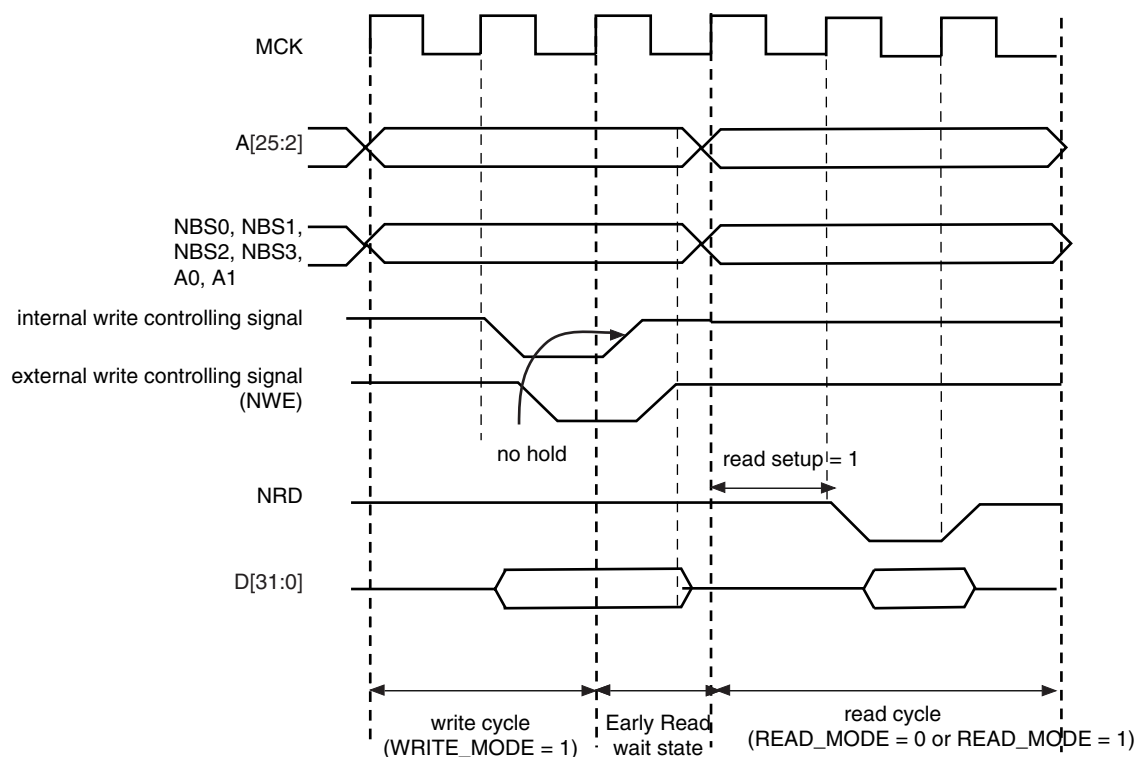 MCK
A[25:2]
NBS0, NBS1,
NBS2, NBS3,
A0, A1
internal write controlling signal
external write controlling signal
(NWE)
no hold
read setup = 1
NRD
D[31:0]
write cycle
(WRITE_MODE = 1)
Early Read
wait state
read cycle
(READ_MODE = 0 or READ_MODE = 1)